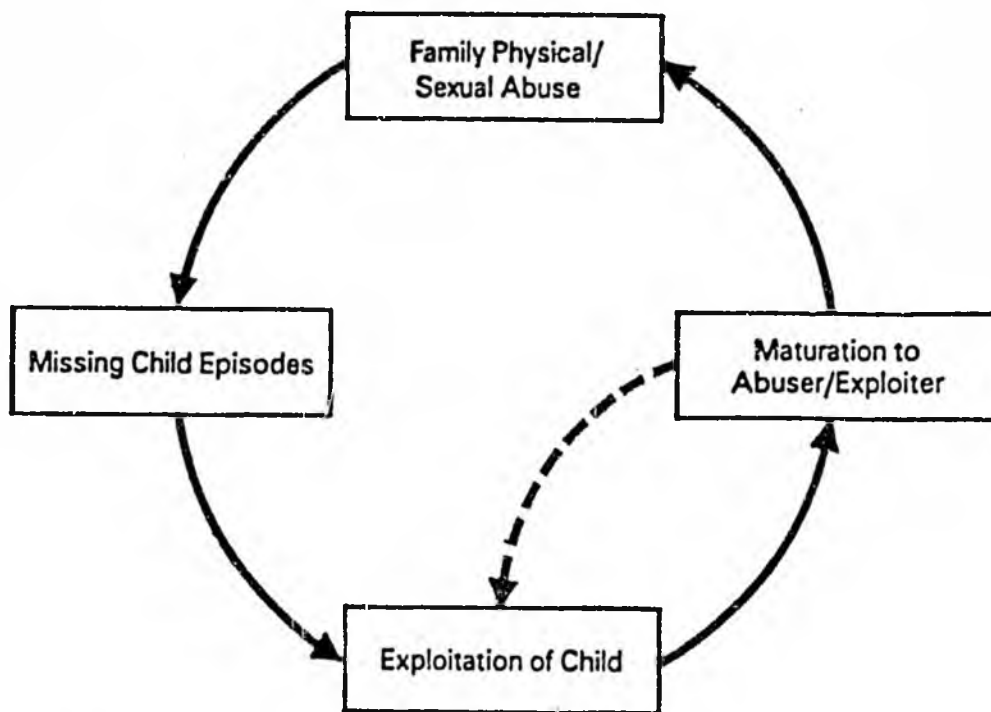 Family Physical/
Sexual Abuse
Missing Child Episodes
Maturation to
Abuser/Exploiter
Exploitation of Child